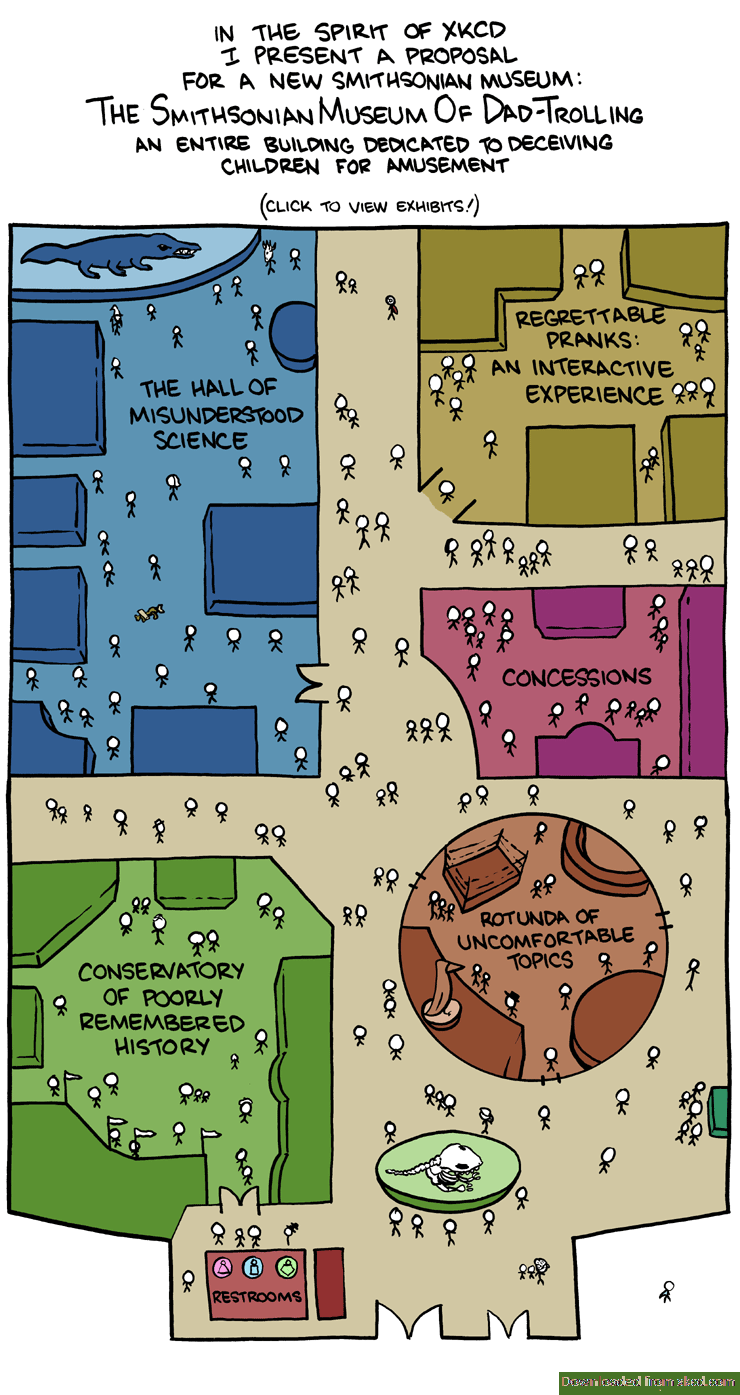 IN THE SPIRIT OF XKCD
I PRESENT A PROPOSAL
FOR A NEW SMITHSONIAN MUSEUM:
THE SMITHSONIAN MUSEUM OF DAD-TROLLING
AN ENTIRE BUILDING DEDICATED TO DECEIVING
CHILDREN FOR AMUSEMENT
(CLICK TO VIEW EXHIBITS!)
REGRETTABLE
PRANKS:
AN INTERACTIVE
EXPERIENCE
THE HALL OF
MISUNDERSTOOD
SCIENCE
CONCESSIONS
ROTUNDA OF
UNCOMFORTABLE
TOPICS
CONSERVATORY
OF POORLY
REMEMBERED
HISTORY
RESTROOMS
Downloaded from xkcd.com